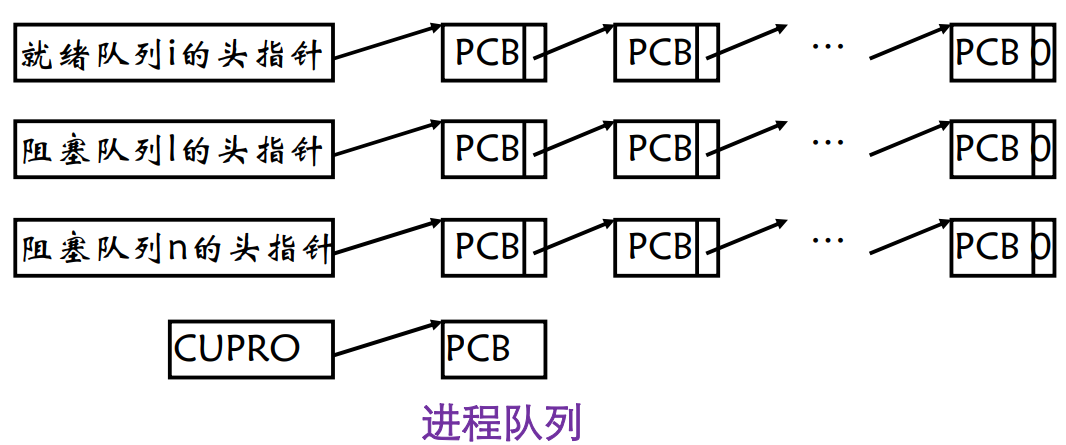 就绪队列i的头指针 PCB PCB … PCB 0
阻塞队列l的头指针 PCB PCB … PCB 0
阻塞队列n的头指针 PCB PCB … PCB 0
CUPRO PCB
进程队列